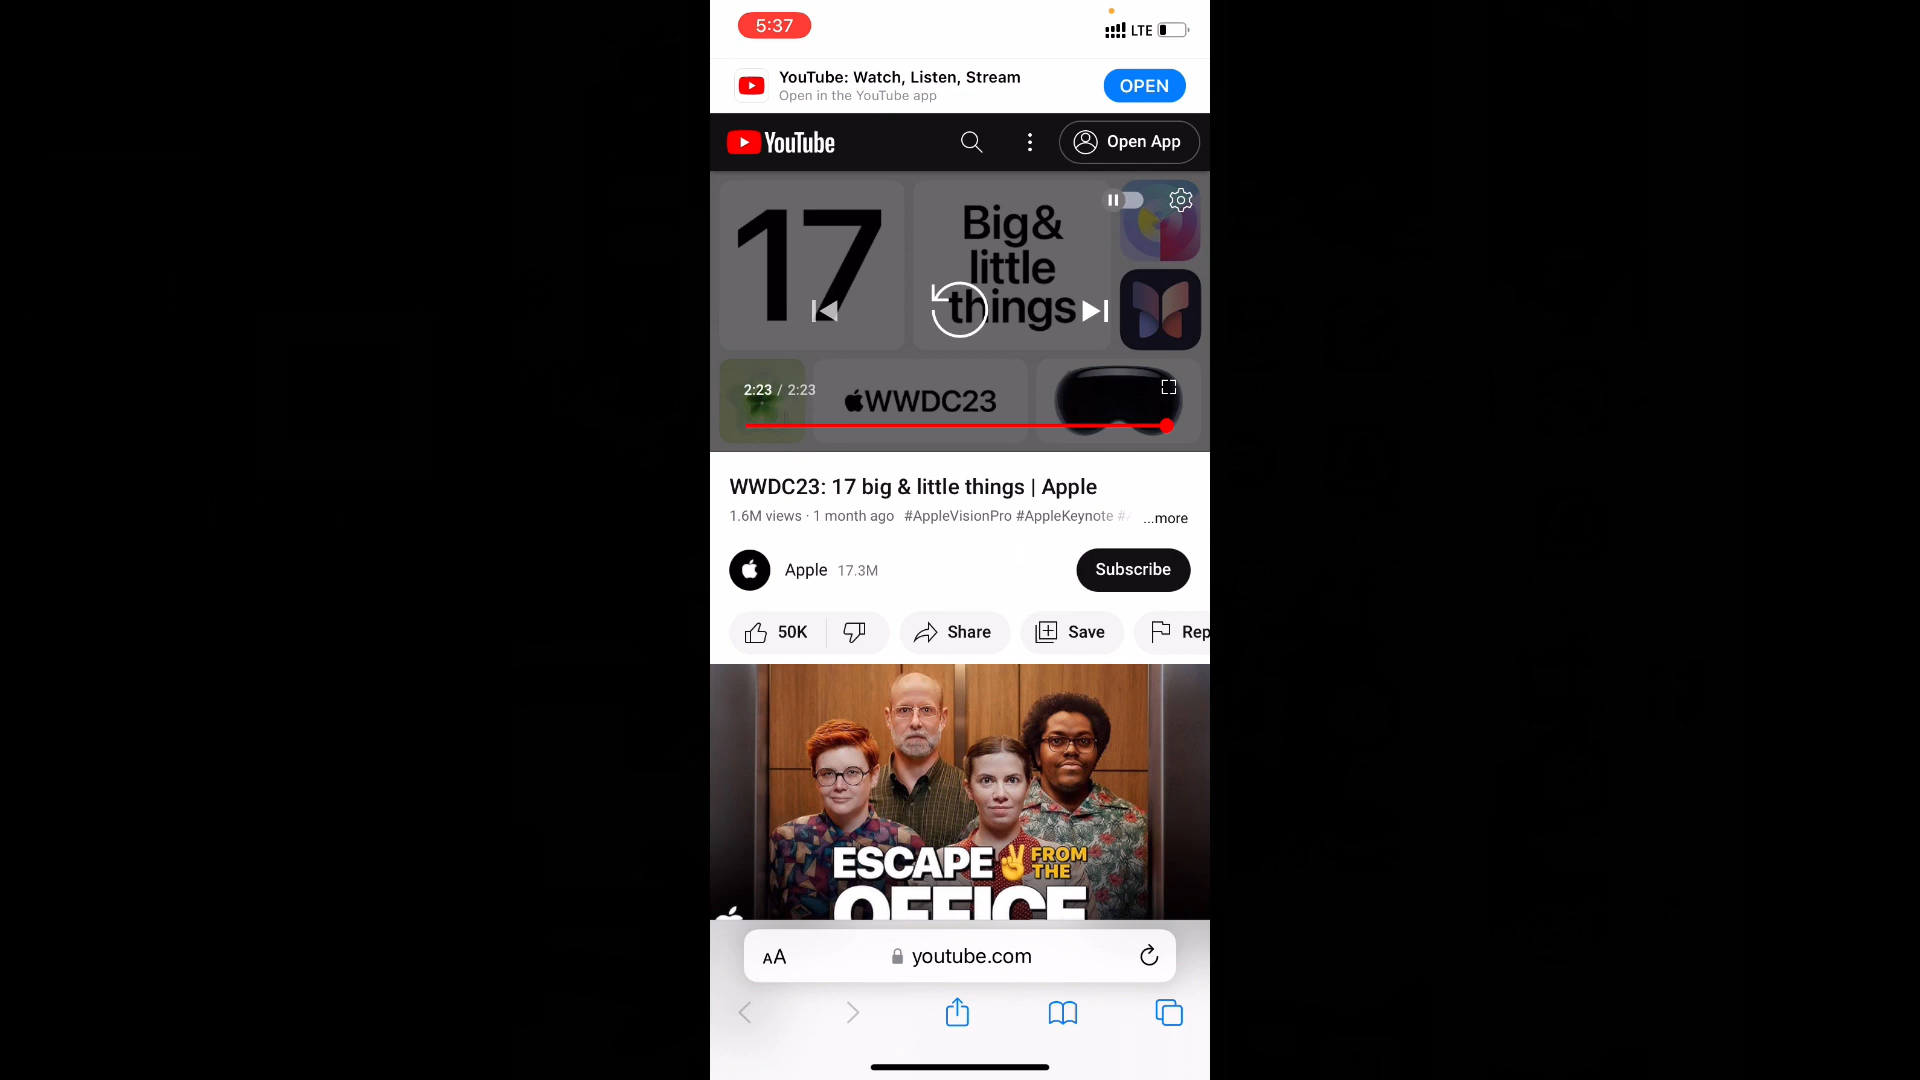 5:37
LTE
YouTube: Watch, Listen, Stream
OPEN
Open in the YouTube app
YouTube
Open App
17
Big&
little
things
2:23 / 2:23
WWDC23
WWDC23: 17 big & little things | Apple
1.6M views · 1 month ago #AppleVisionPro #AppleKeynote
...more
Apple 17.3M
Subscribe
50K
Share
Save
Rep
ESCAPE FROM THE
OFFICE
AA
youtube.com